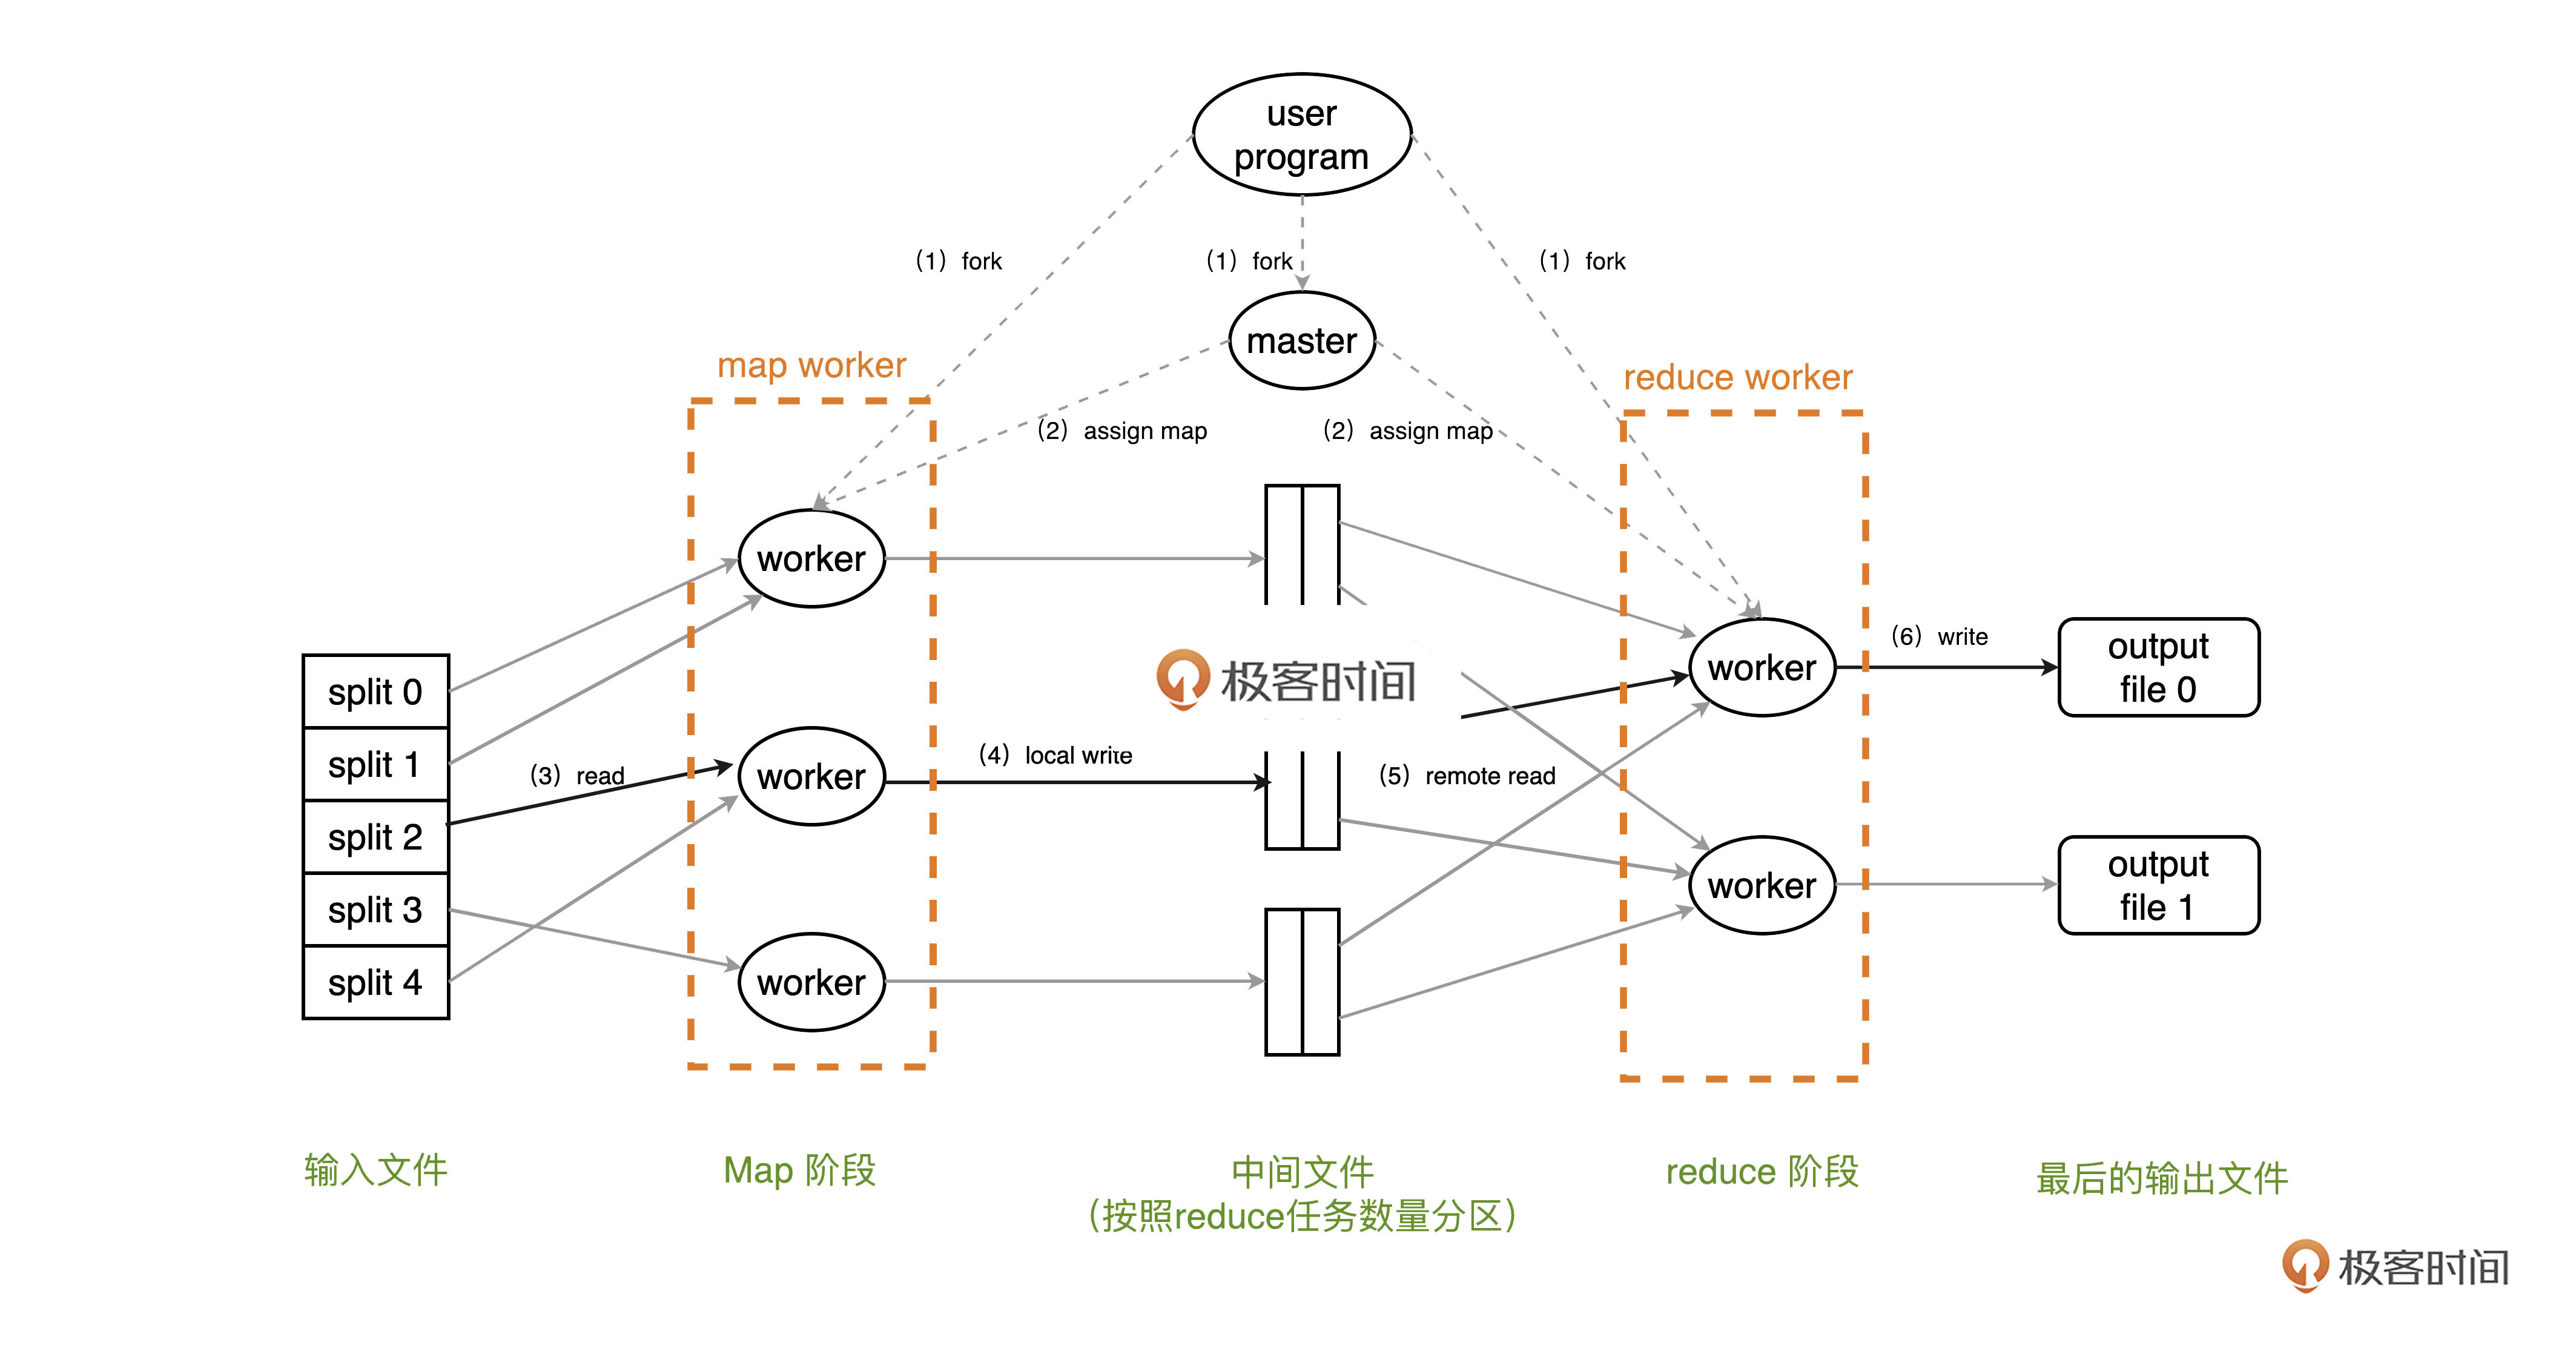 user
program
（1）fork
（1）fork
（1）fork
master
map worker
reduce worker
（2）assign map
（2）assign map
worker
极客时间
split 0
split 1
split 2
split 3
split 4
（3）read
worker
（4）local write
（5）remote read
worker
worker
（6）write
output
file 0
worker
output
file 1
输入文件
Map 阶段
中间文件
（按照reduce任务数量分区）
reduce 阶段
最后的输出文件
极客时间